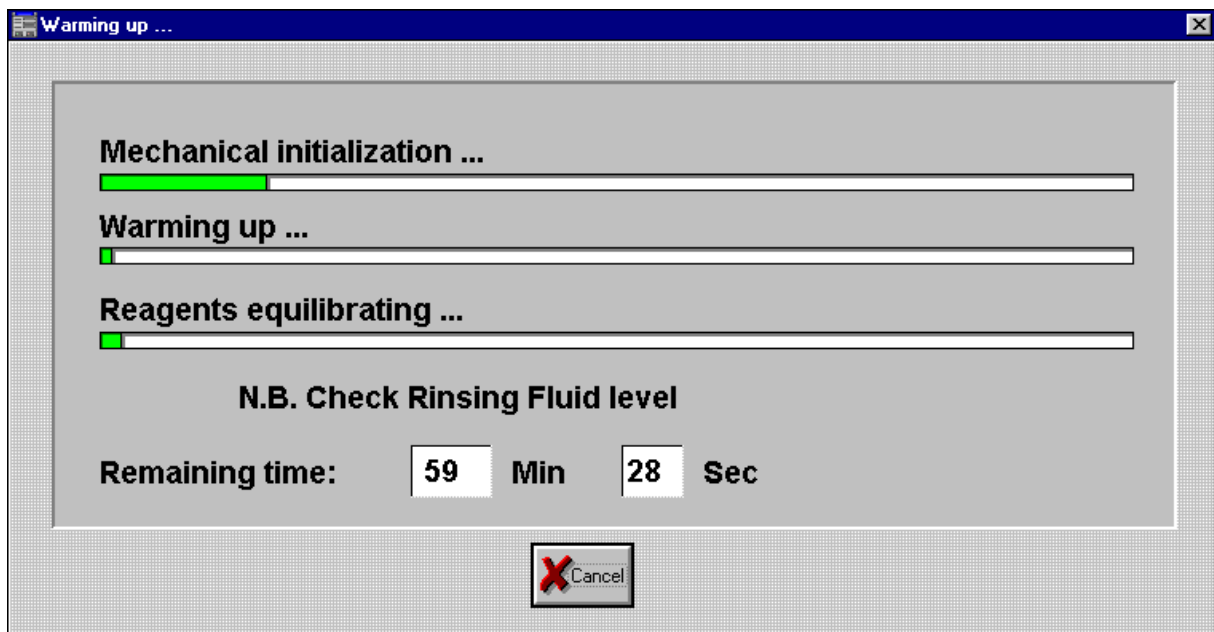 Warming up ...
Mechanical initialization ...
Warming up ...
Reagents equilibrating ...
N.B. Check Rinsing Fluid level
Remaining time: 59 Min 28 Sec
Cancel